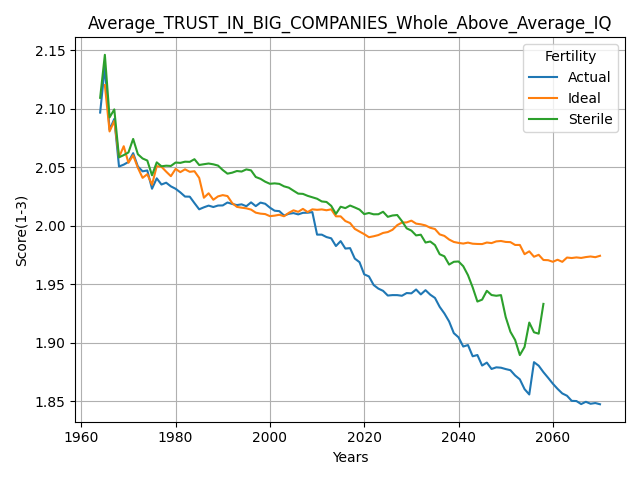 Average_TRUST_IN_BIG_COMPANIES_Whole_Above_Average_IQ
Fertility
Actual
Ideal
Sterile
Score(1-3)
2.15
2.10
2.05
2.00
1.95
1.90
1.85
1960
1980
2000
2020
2040
2060
Years